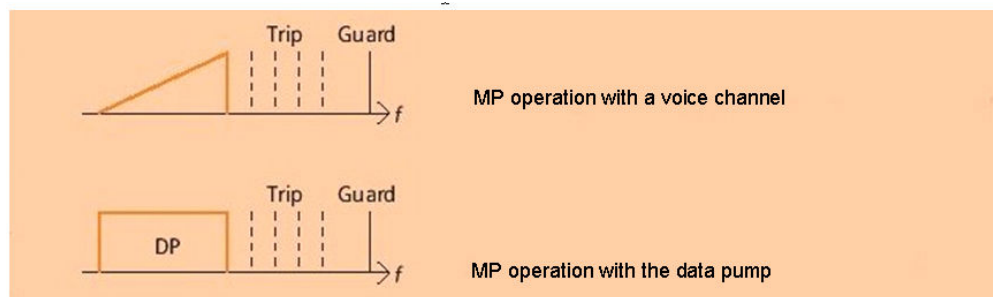 Trip Guard
f
MP operation with a voice channel
Trip Guard
DP
f
MP operation with the data pump